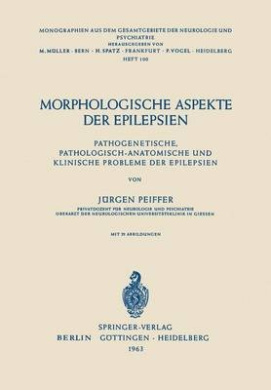 MONOGRAPHIEN AUS DEM GESAMTGEBIETE DER NEUROLOGIE UND
PSYCHIATRIE
HERAUSGEGEBEN VON
M. MÜLLER - BERN • H. SPATZ - FRANKFURT • P. VOGEL - HEIDELBERG
HEFT 100
MORPHOLOGISCHE ASPEKTE
DER EPILEPSIEN
PATHOGENETISCHE,
PATHOLOGISCH-ANATOMISCHE UND
KLINISCHE PROBLEME DER EPILEPSIEN
VON
JÜRGEN PEIFFER
PRIVATDOZENT FÜR NEUROLOGIE UND PSYCHIATRIE
OBERARZT DER NEUROLOGISCHEN UNIVERSITÄTSKLINIK IN GIESSEN
MIT ABBILDUNGEN
SPRINGER-VERLAG
BERLIN GÖTTINGEN • HEIDELBERG
1963